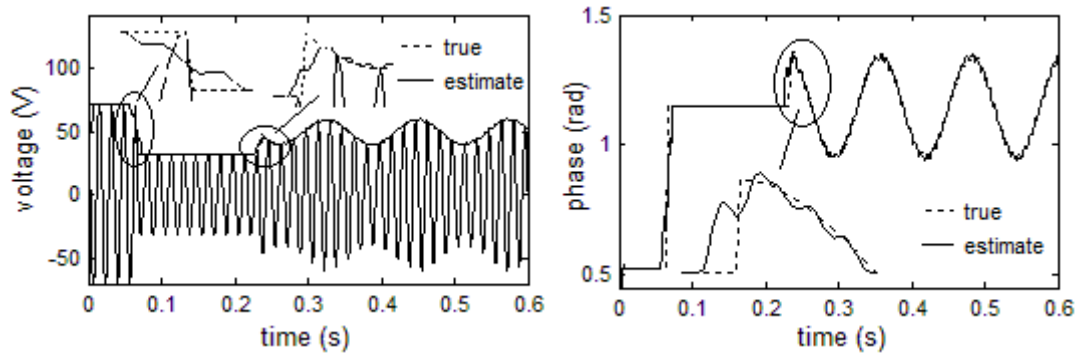 voltage (V)
100
50
0
-50
0 0.1 0.2 0.3 0.4 0.5 0.6
time (s)
true
estimate
phase (rad)
1.5
1
0.5
0 0.1 0.2 0.3 0.4 0.5 0.6
time (s)
true
estimate